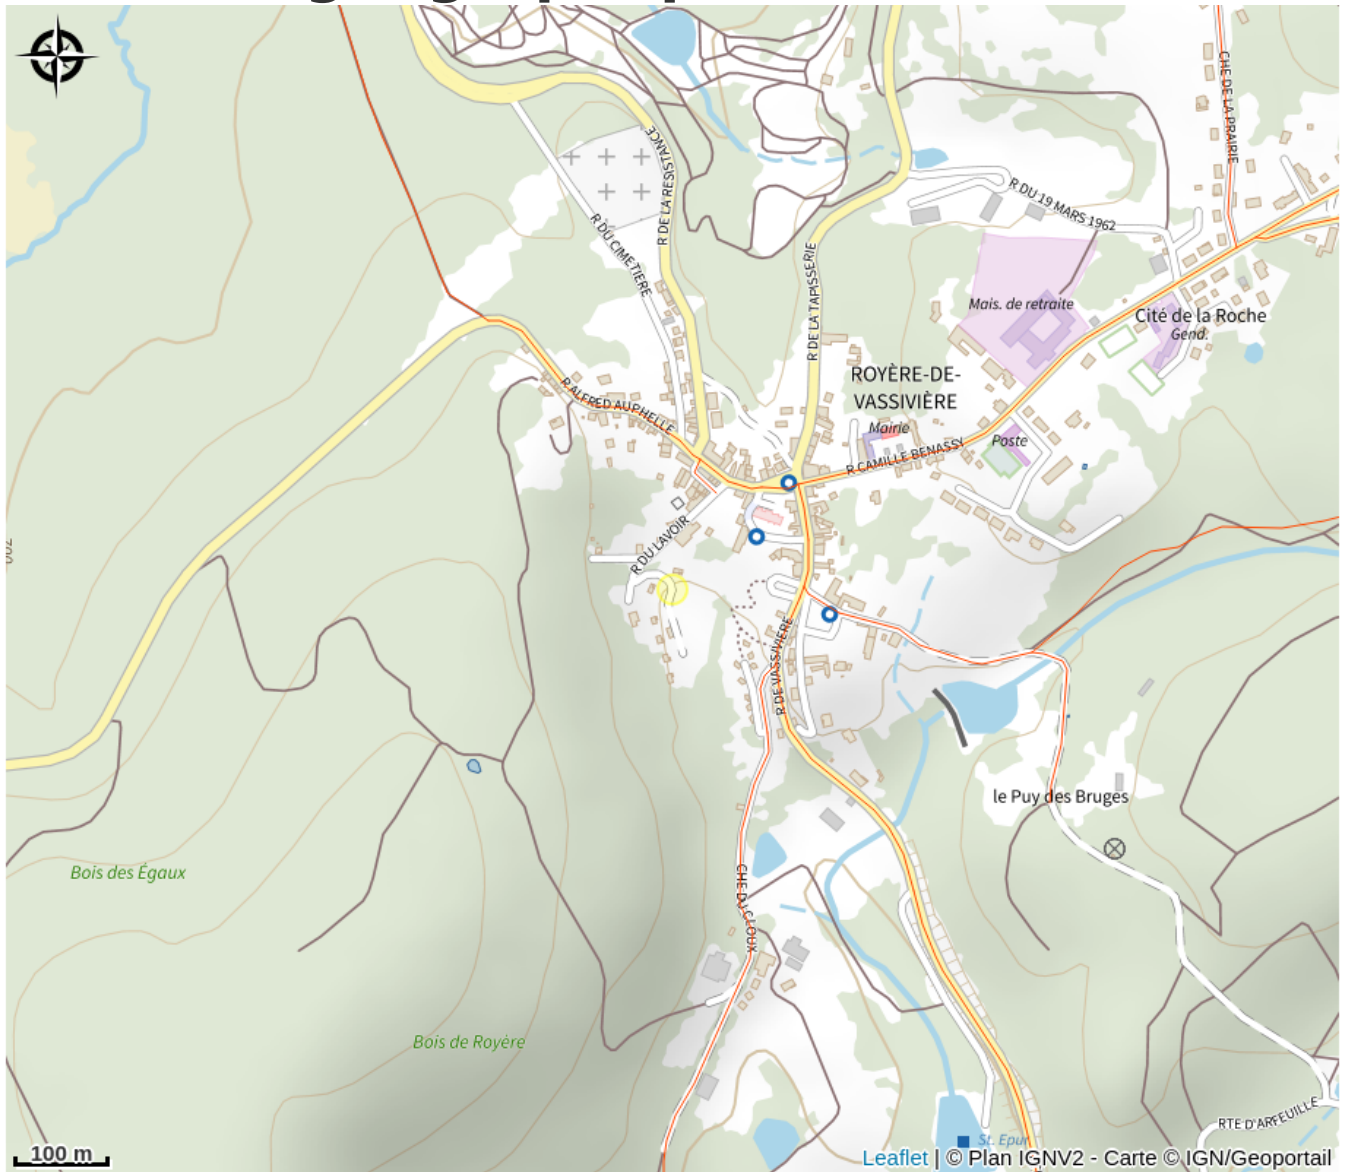 CHE DE LA PRAIRIE
R DE LA RESISTANCE
R DU 19 MARS 1962
R DU CIMETIERE
R DE LA TAPISSERIE
Mais. de retraite
Cité de la Roche
Gend.
ROYÈRE-DE-
VASSIVIÈRE
R ALFRED AUPHELLE
Mairie
Poste
R CAMILLE BENASSY
R DU LAVOIR
R DE VASSIVIERE
le Puy des Bruges
Bois des Égaux
CHE DU CLOUX
Bois de Royère
RTE D'ARFEUILLE
St. Epur
100 m
Leaflet | © Plan IGNV2 - Carte © IGN/Geoportail